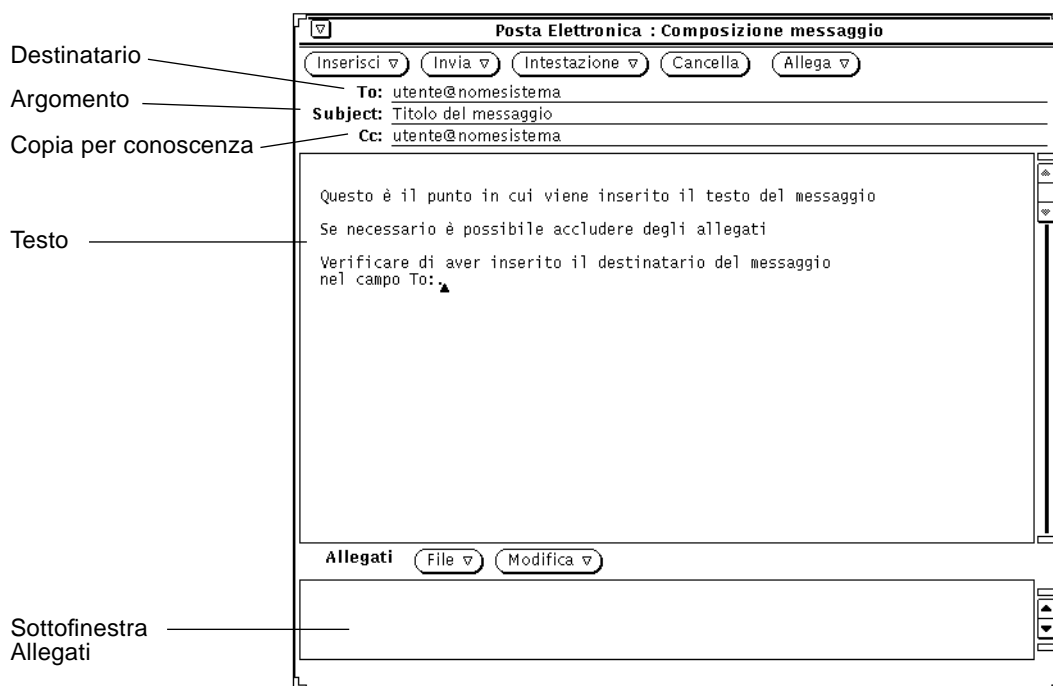 Posta Elettronica : Composizione messaggio
Destinatario
Inserisci Invia Intestazione Cancella Allega
To: utente@nomesistema
Argomento
Subject: Titolo del messaggio
Copia per conoscenza
Cc: utente@nomesistema
Questo è il punto in cui viene inserito il testo del messaggio
Testo
Se necessario è possibile accludere degli allegati
Verificare di aver inserito il destinatario del messaggio
nel campo To:.
Allegati File Modifica
Sottofinestra
Allegati